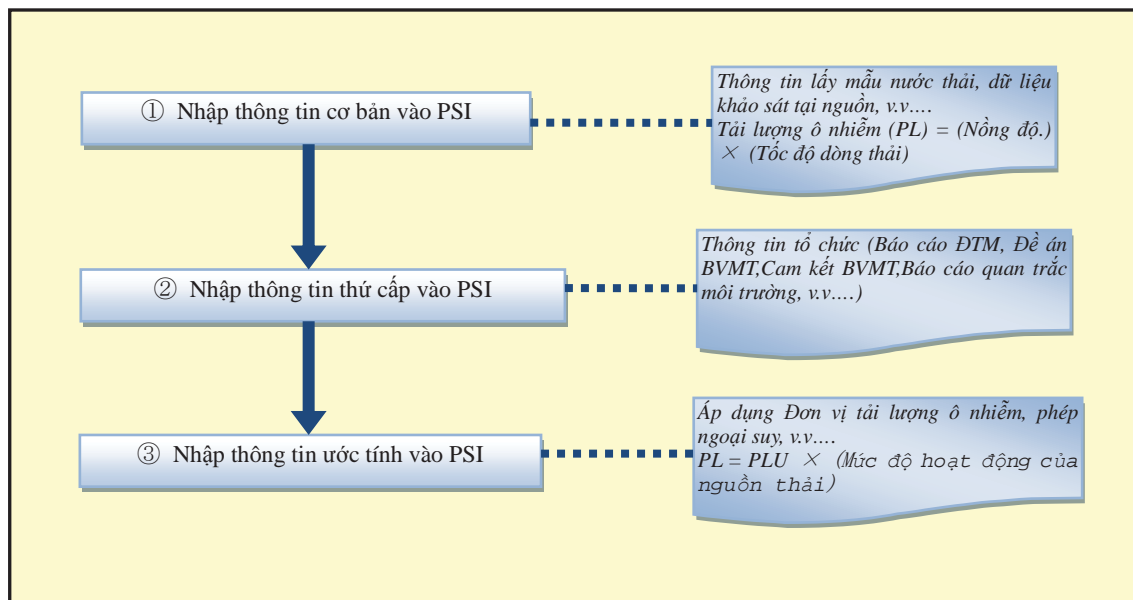 ① Nhập thông tin cơ bản vào PSI
Thông tin lấy mẫu nước thải, dữ liệu
khảo sát tại nguồn, v.v....
Tải lượng ô nhiễm (PL) = (Nồng độ.)
× (Tốc độ dòng thải)
② Nhập thông tin thứ cấp vào PSI
Thông tin tổ chức (Báo cáo ĐTM, Đề án
BVMT,Cam kết BVMT,Báo cáo quan trắc
môi trường, v.v....)
③ Nhập thông tin ước tính vào PSI
Áp dụng Đơn vị tải lượng ô nhiễm, phép
ngoại suy, v.v....
PL = PLU × (Mức độ hoạt động của
nguồn thải)